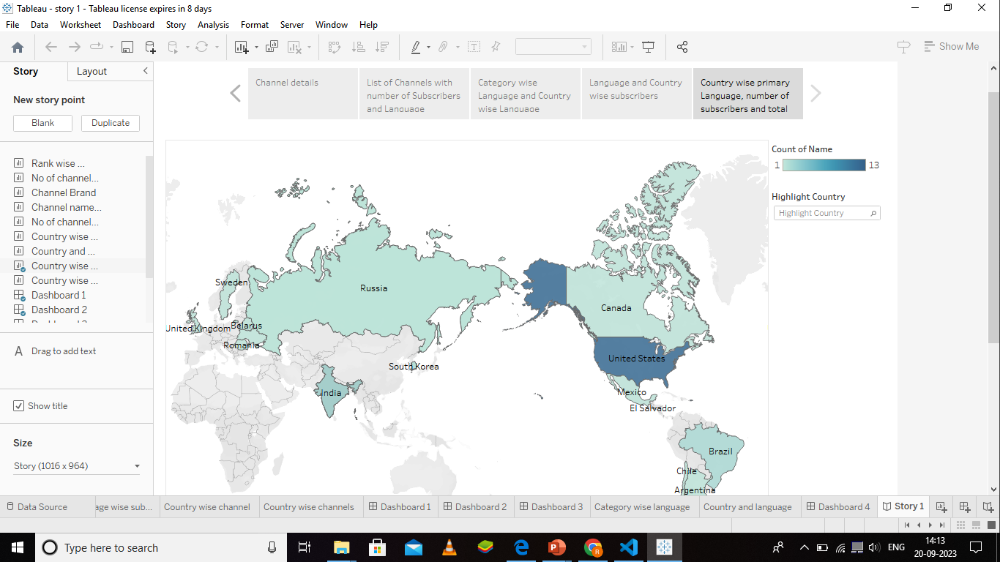 Tableau - story 1 - Tableau license expires in 8 days
File Data Worksheet Dashboard Story Analysis Format Server Window Help
Show Me
Story Layout
New story point
Blank Duplicate
Rank wise ...
No of channel...
Channel Brand
Channel name...
No of channel...
Country wise ...
Country and ...
Country wise ...
Country wise ...
Dashboard 1
Dashboard 2
A Drag to add text
Show title
Size
Story (1016 x 964)
Channel details
List of Channels with
number of Subscribers
and Language
Category wise
Language and Country
wise Language
Language and Country
wise subscribers
Country wise primary
Language, number of
subscribers and total
Count of Name
1 13
Highlight Country
Highlight Country
Sweden
Russia
United Kingdom
Belarus
Romania
South Korea
India
Canada
United States
Mexico
El Salvador
Brazil
Chile
Argentina
Data Source age wise sub... Country wise channel Country wise channels Dashboard 1 Dashboard 2 Dashboard 3 Category wise language Country and language Dashboard 4 Story 1
Type here to search
ENG
14:13
20-09-2023